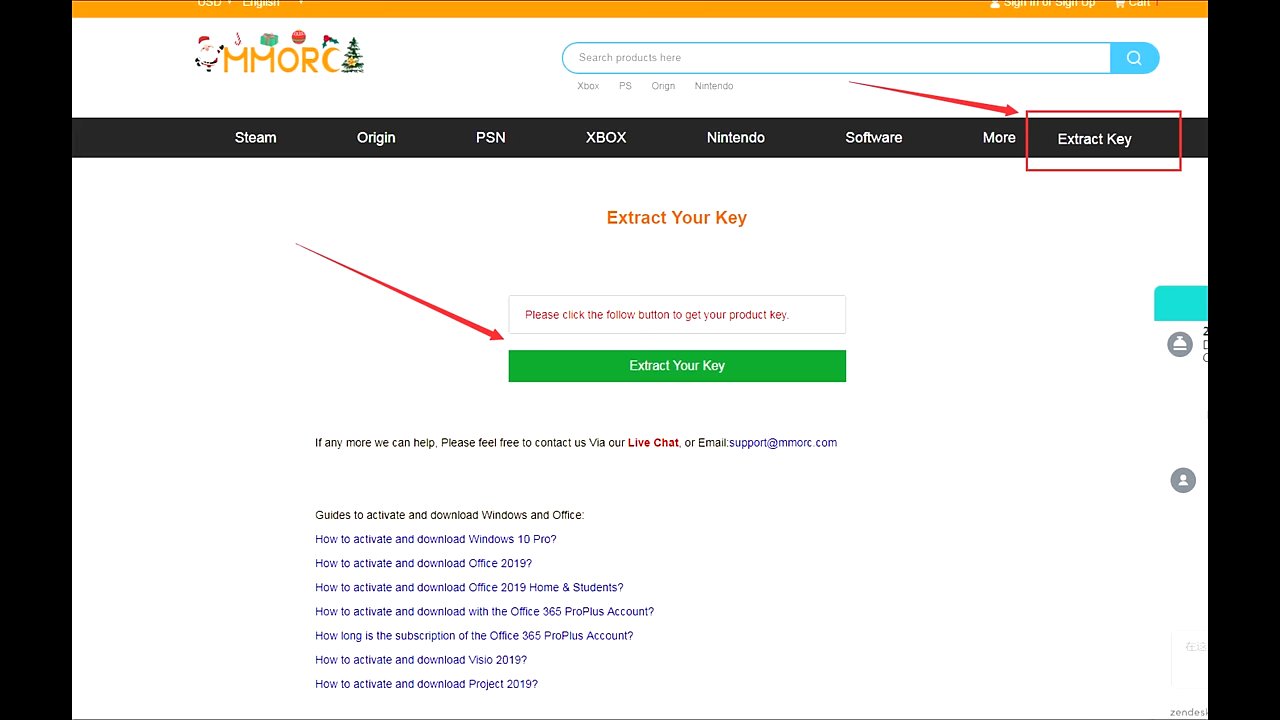 USD English Sign In or Sign Up Cart
MMORC
Search products here
Xbox PS Orign Nintendo
Steam Origin PSN XBOX Nintendo Software More Extract Key
Extract Your Key
Please click the follow button to get your product key.
Extract Your Key
If any more we can help, Please feel free to contact us Via our Live Chat, or Email:support@mmorc.com
Guides to activate and download Windows and Office:
How to activate and download Windows 10 Pro?
How to activate and download Office 2019?
How to activate and download Office 2019 Home & Students?
How to activate and download with the Office 365 ProPlus Account?
How long is the subscription of the Office 365 ProPlus Account?
在这
How to activate and download Visio 2019?
How to activate and download Project 2019?
zendesk